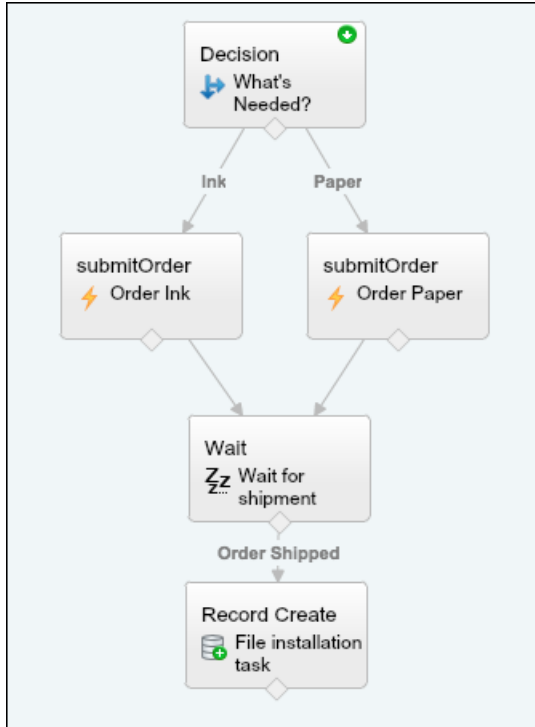 Decision
What's
Needed?
Ink
Paper
submitOrder
Order Ink
submitOrder
Order Paper
Wait
Zzz
Wait for
shipment
Order Shipped
Record Create
File installation
task